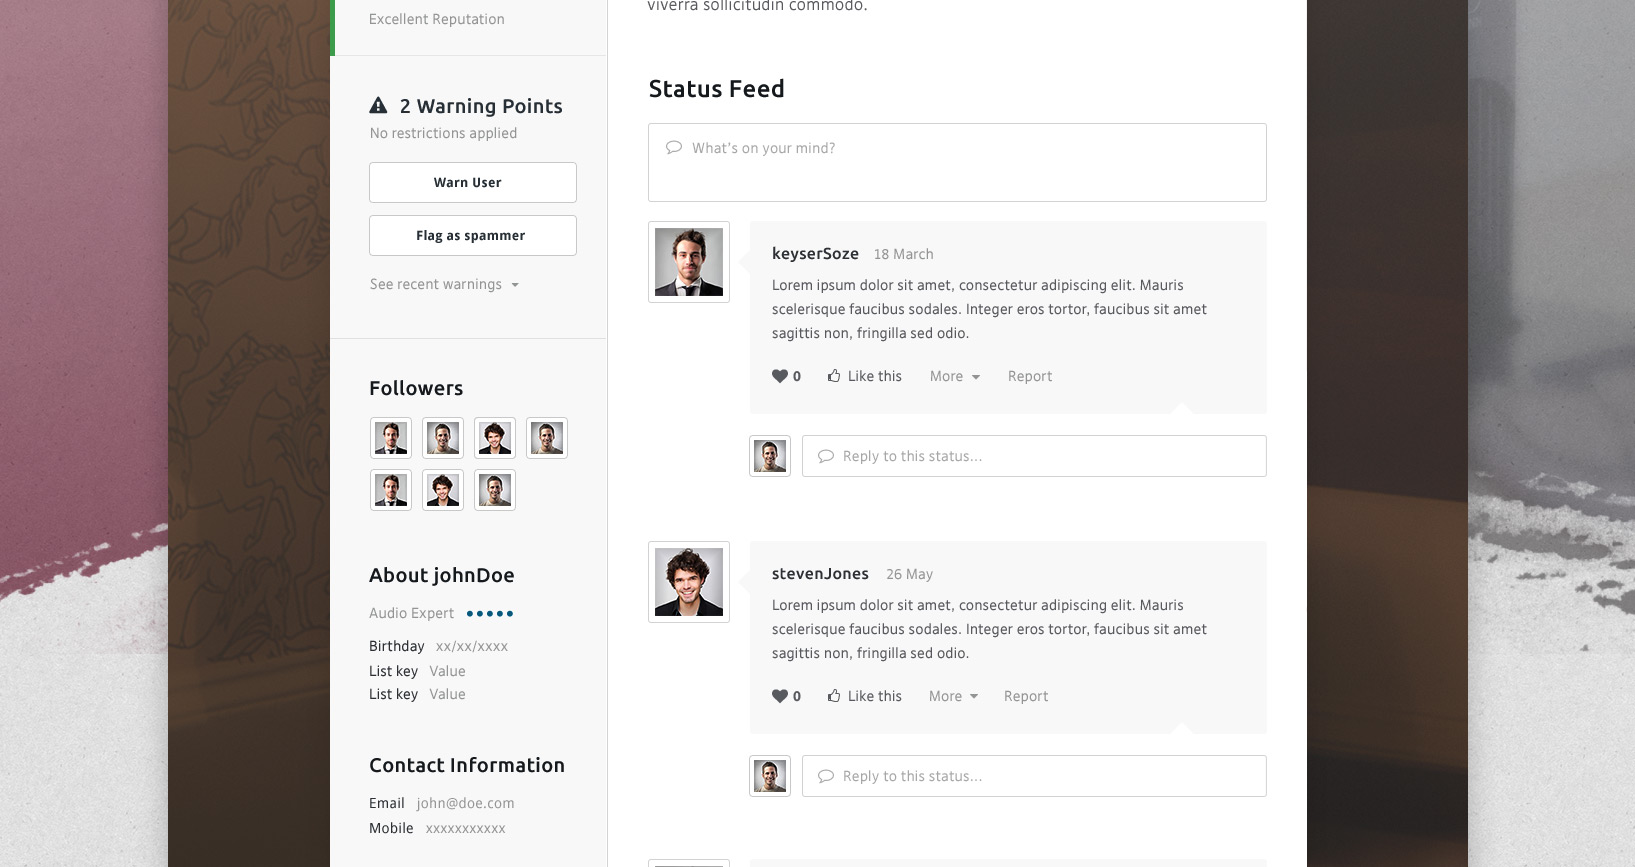 Excellent Reputation
2 Warning Points
No restrictions applied
Warn User
Flag as spammer
See recent warnings
Followers
About johnDoe
Audio Expert
Birthday xx/xx/xxxx
List key Value
List key Value
Contact Information
Email john@doe.com
Mobile xxxxxxxxxxx
viverra sollicitudin commodo.
Status Feed
What's on your mind?
keyserSoze 18 March
Lorem ipsum dolor sit amet, consectetur adipiscing elit. Mauris
scelerisque faucibus sodales. Integer eros tortor, faucibus sit amet
sagittis non, fringilla sed odio.
0 Like this More Report
Reply to this status...
stevenJones 26 May
Lorem ipsum dolor sit amet, consectetur adipiscing elit. Mauris
scelerisque faucibus sodales. Integer eros tortor, faucibus sit amet
sagittis non, fringilla sed odio.
0 Like this More Report
Reply to this status...